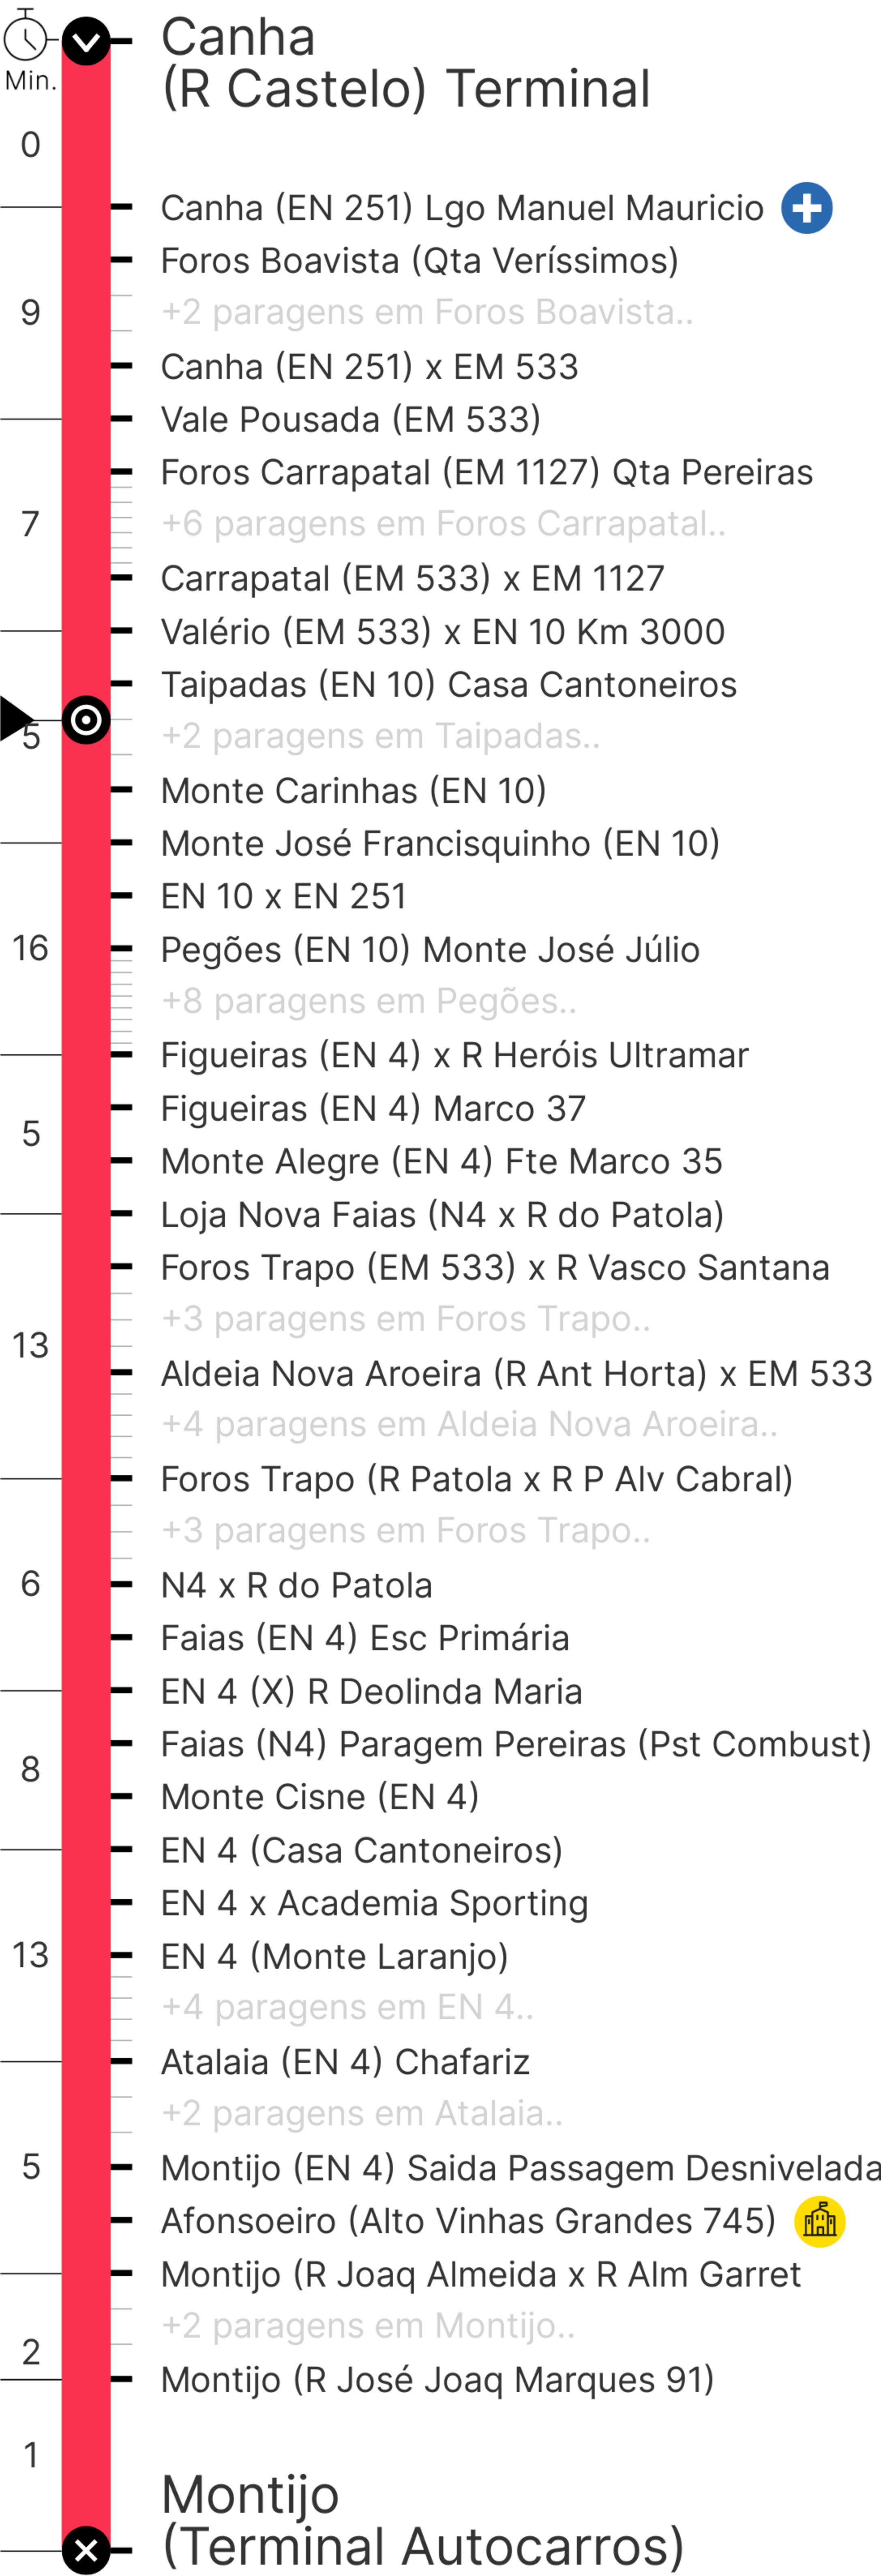 Canha
(R Castelo) Terminal
Min.
0
Canha (EN 251) Lgo Manuel Mauricio
Foros Boavista (Qta Veríssimos)
9
+2 paragens em Foros Boavista..
Canha (EN 251) x EM 533
Vale Pousada (EM 533)
Foros Carrapatal (EM 1127) Qta Pereiras
7
+6 paragens em Foros Carrapatal..
Carrapatal (EM 533) x EM 1127
Valério (EM 533) x EN 10 Km 3000
Taipadas (EN 10) Casa Cantoneiros
5
+2 paragens em Taipadas..
Monte Carinhas (EN 10)
Monte José Francisquinho (EN 10)
EN 10 x EN 251
16
Pegões (EN 10) Monte José Júlio
+8 paragens em Pegões..
Figueiras (EN 4) x R Heróis Ultramar
Figueiras (EN 4) Marco 37
5
Monte Alegre (EN 4) Fte Marco 35
Loja Nova Faias (N4 x R do Patola)
Foros Trapo (EM 533) x R Vasco Santana
+3 paragens em Foros Trapo..
13
Aldeia Nova Aroeira (R Ant Horta) x EM 533
+4 paragens em Aldeia Nova Aroeira..
Foros Trapo (R Patola x R P Alv Cabral)
+3 paragens em Foros Trapo..
6
N4 x R do Patola
Faias (EN 4) Esc Primária
EN 4 (X) R Deolinda Maria
Faias (N4) Paragem Pereiras (Pst Combust)
8
Monte Cisne (EN 4)
EN 4 (Casa Cantoneiros)
EN 4 x Academia Sporting
13
EN 4 (Monte Laranjo)
+4 paragens em EN 4..
Atalaia (EN 4) Chafariz
+2 paragens em Atalaia..
5
Montijo (EN 4) Saida Passagem Desnivelada
Afonsoeiro (Alto Vinhas Grandes 745)
Montijo (R Joaq Almeida x R Alm Garret
+2 paragens em Montijo..
2
Montijo (R José Joaq Marques 91)
1
Montijo
(Terminal Autocarros)